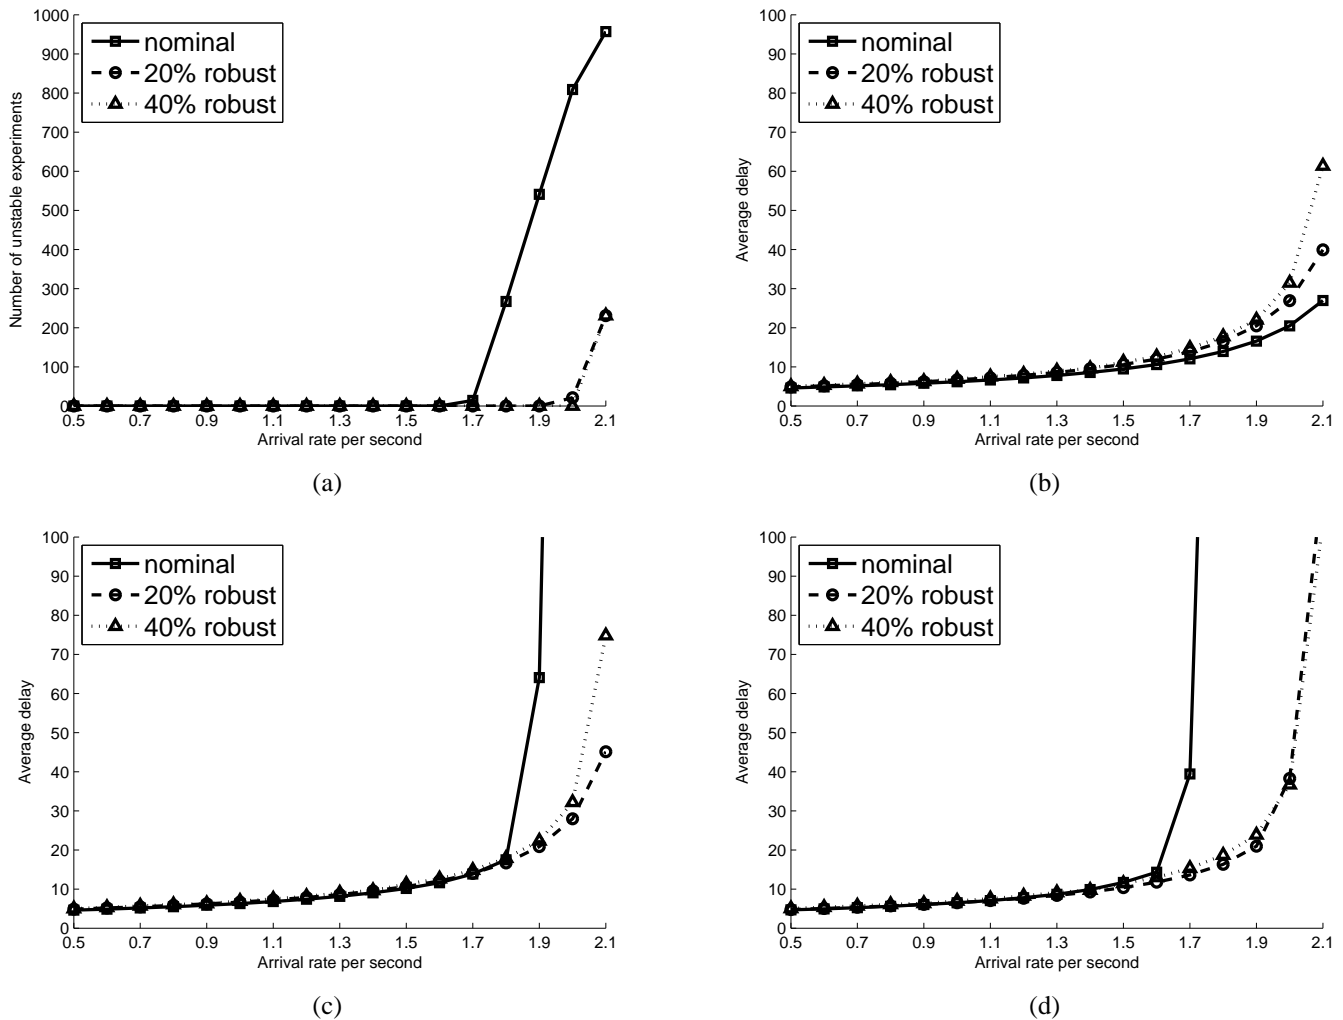 1000
900
800
700
600
500
400
300
200
100
0
Number of unstable experiments
nominal
20% robust
40% robust
0.5 0.7 0.9 1.1 1.3 1.5 1.7 1.9 2.1
Arrival rate per second
(a)
100
90
80
70
60
50
40
30
20
10
0
Average delay
nominal
20% robust
40% robust
0.5 0.7 0.9 1.1 1.3 1.5 1.7 1.9 2.1
Arrival rate per second
(b)
100
90
80
70
60
50
40
30
20
10
0
Average delay
nominal
20% robust
40% robust
0.5 0.7 0.9 1.1 1.3 1.5 1.7 1.9 2.1
Arrival rate per second
(c)
100
90
80
70
60
50
40
30
20
10
0
Average delay
nominal
20% robust
40% robust
0.5 0.7 0.9 1.1 1.3 1.5 1.7 1.9 2.1
Arrival rate per second
(d)